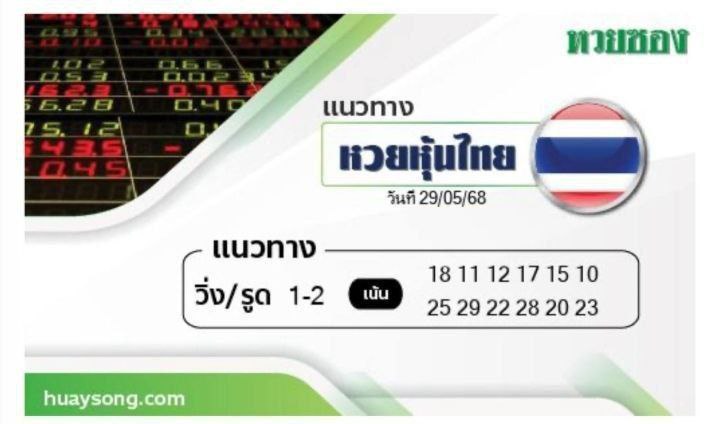 หวยซอง
แนวทาง
หวยหุ้นไทย
วันที่ 29/05/68
แนวทาง
วิ่ง/รูด 1-2 เน้น
18 11 12 17 15 10
25 29 22 28 20 23
huaysong.com